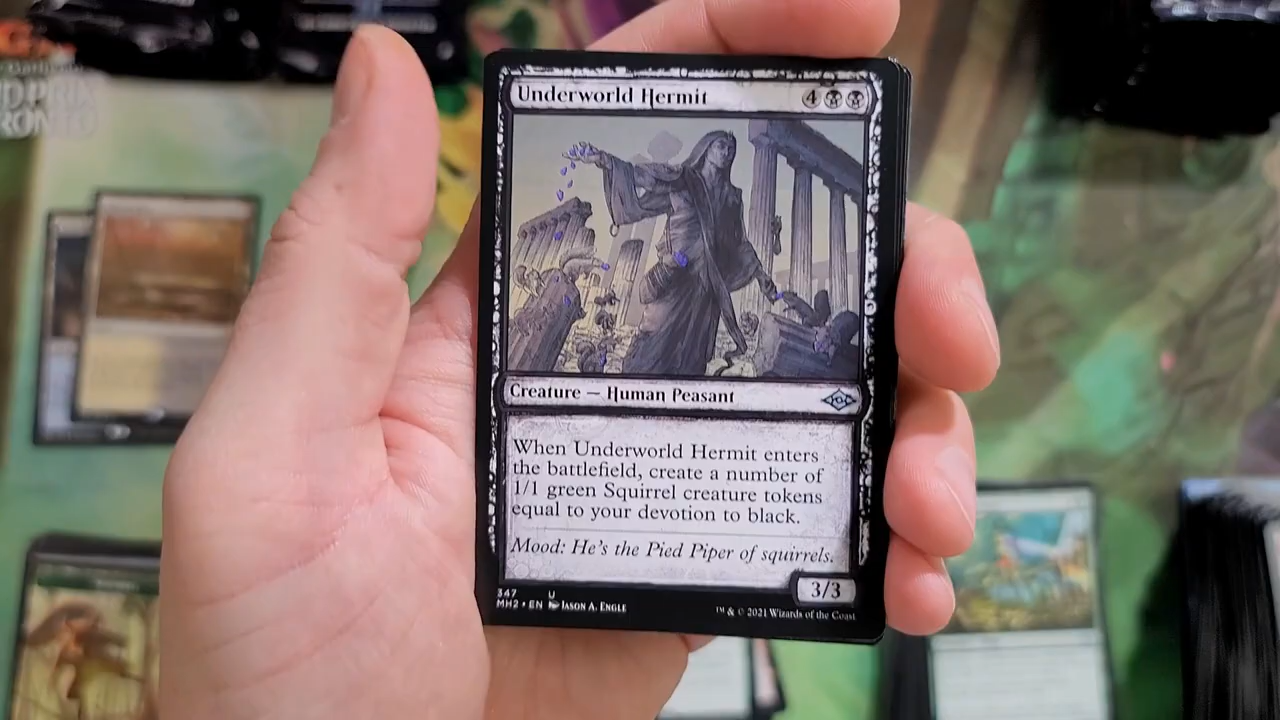 Underworld Hermit
4
Creature — Human Peasant
When Underworld Hermit enters
the battlefield, create a number of
1/1 green Squirrel creature tokens
equal to your devotion to black.
Mood: He's the Pied Piper of squirrels.
3/3
347 U
MH2 • EN Jason A. Engle
™ & © 2021 Wizards of the Coast